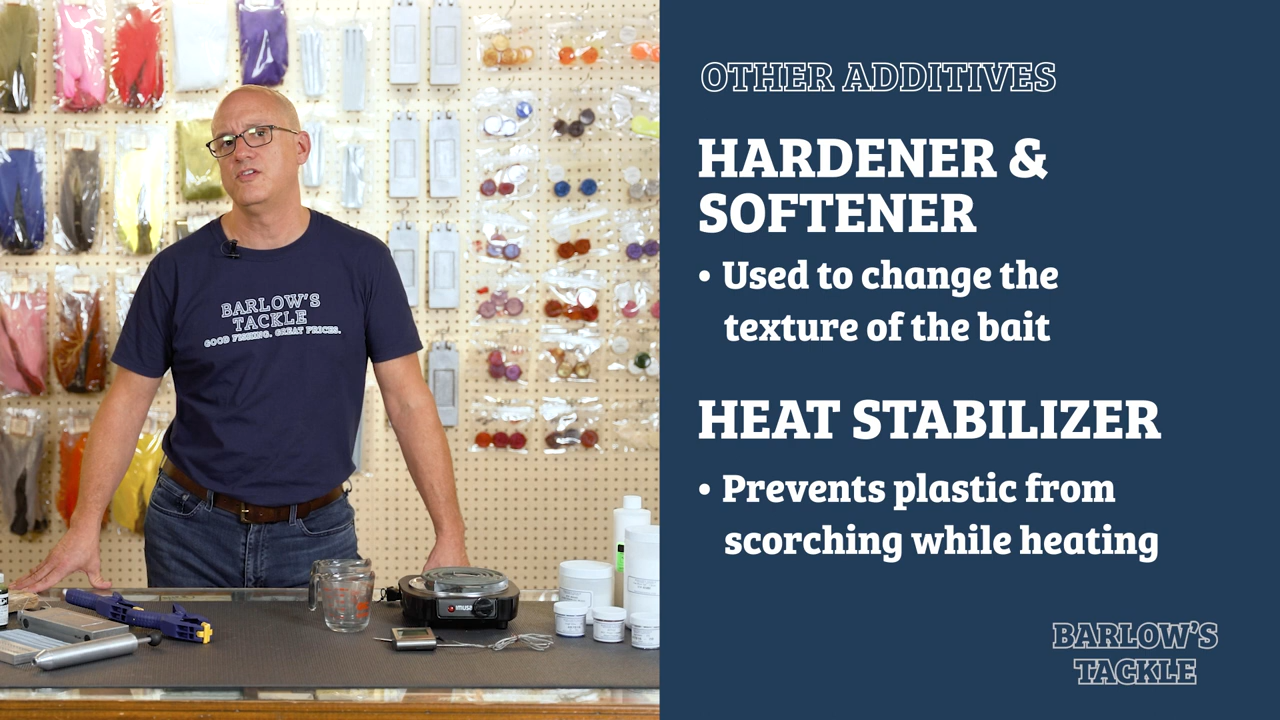 OTHER ADDITIVES
HARDENER &
SOFTENER
• Used to change the
texture of the bait
HEAT STABILIZER
• Prevents plastic from
scorching while heating
BARLOW'S
TACKLE
BARLOW'S
TACKLE
GOOD FISHING. GREAT PRICES.
imusa